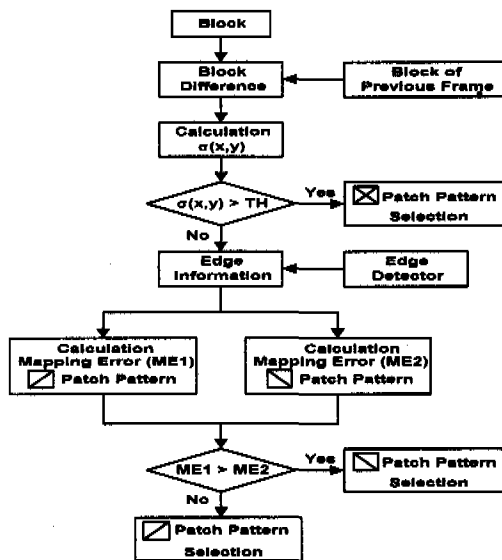 Block
Block
Difference
Block of
Previous Frame
Calculation
σ(x,y)
σ(x,y) > TH
Yes
Patch Pattern
Selection
No
Edge
Information
Edge
Detector
Calculation
Mapping Error (ME1)
Patch Pattern
Calculation
Mapping Error (ME2)
Patch Pattern
ME1 > ME2
Yes
Patch Pattern
Selection
No
Patch Pattern
Selection